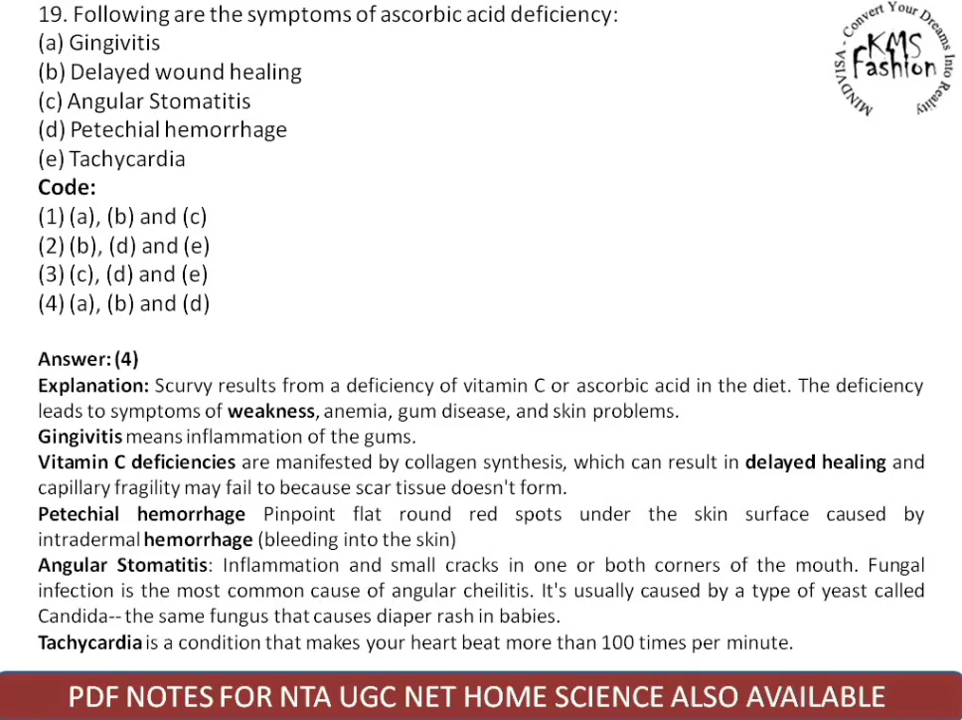 19. Following are the symptoms of ascorbic acid deficiency:
(a) Gingivitis
(b) Delayed wound healing
(c) Angular Stomatitis
(d) Petechial hemorrhage
(e) Tachycardia
Code:
(1) (a), (b) and (c)
(2) (b), (d) and (e)
(3) (c), (d) and (e)
(4) (a), (b) and (d)
MINDVISA - Convert Your Dreams Into Reality
KMS
Fashion
Answer: (4)
Explanation: Scurvy results from a deficiency of vitamin C or ascorbic acid in the diet. The deficiency
leads to symptoms of weakness, anemia, gum disease, and skin problems.
Gingivitis means inflammation of the gums.
Vitamin C deficiencies are manifested by collagen synthesis, which can result in delayed healing and
capillary fragility may fail to because scar tissue doesn't form.
Petechial hemorrhage Pinpoint flat round red spots under the skin surface caused by
intradermal hemorrhage (bleeding into the skin)
Angular Stomatitis: Inflammation and small cracks in one or both corners of the mouth. Fungal
infection is the most common cause of angular cheilitis. It's usually caused by a type of yeast called
Candida-- the same fungus that causes diaper rash in babies.
Tachycardia is a condition that makes your heart beat more than 100 times per minute.
PDF NOTES FOR NTA UGC NET HOME SCIENCE ALSO AVAILABLE